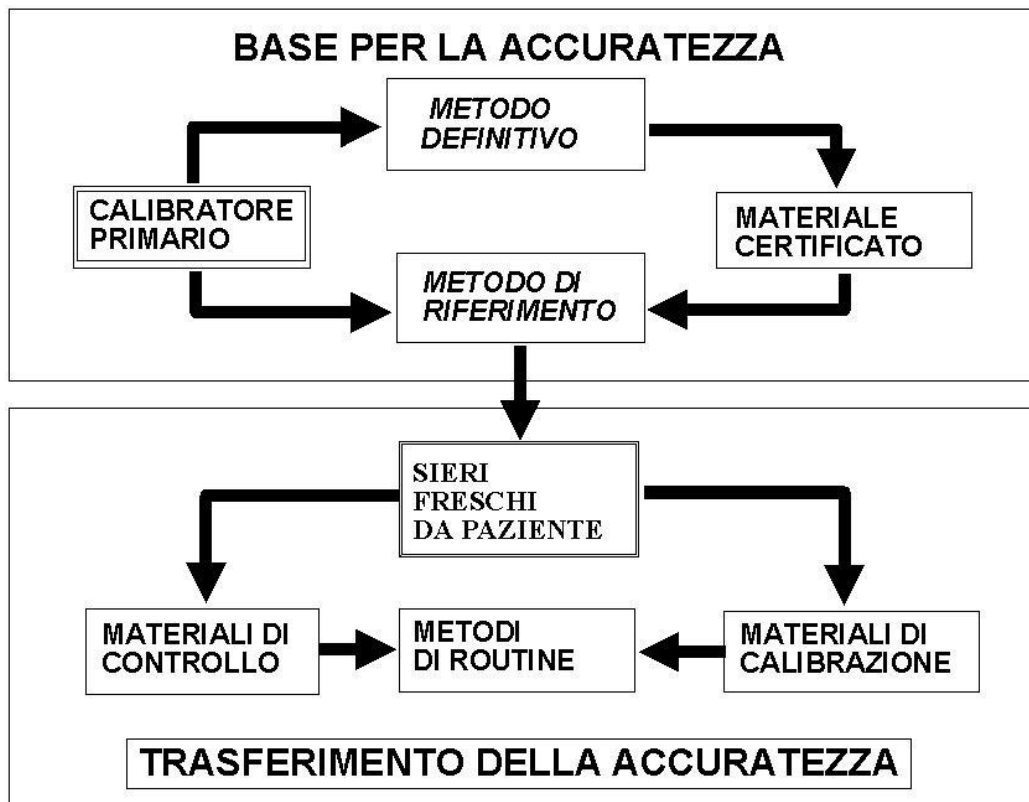 BASE PER LA ACCURATEZZA
METODO
DEFINITIVO
CALIBRATORE
PRIMARIO
MATERIALE
CERTIFICATO
METODO DI
RIFERIMENTO
SIERI
FRESCHI
DA PAZIENTE
MATERIALI DI
CONTROLLO
METODI
DI ROUTINE
MATERIALI DI
CALIBRAZIONE
TRASFERIMENTO DELLA ACCURATEZZA